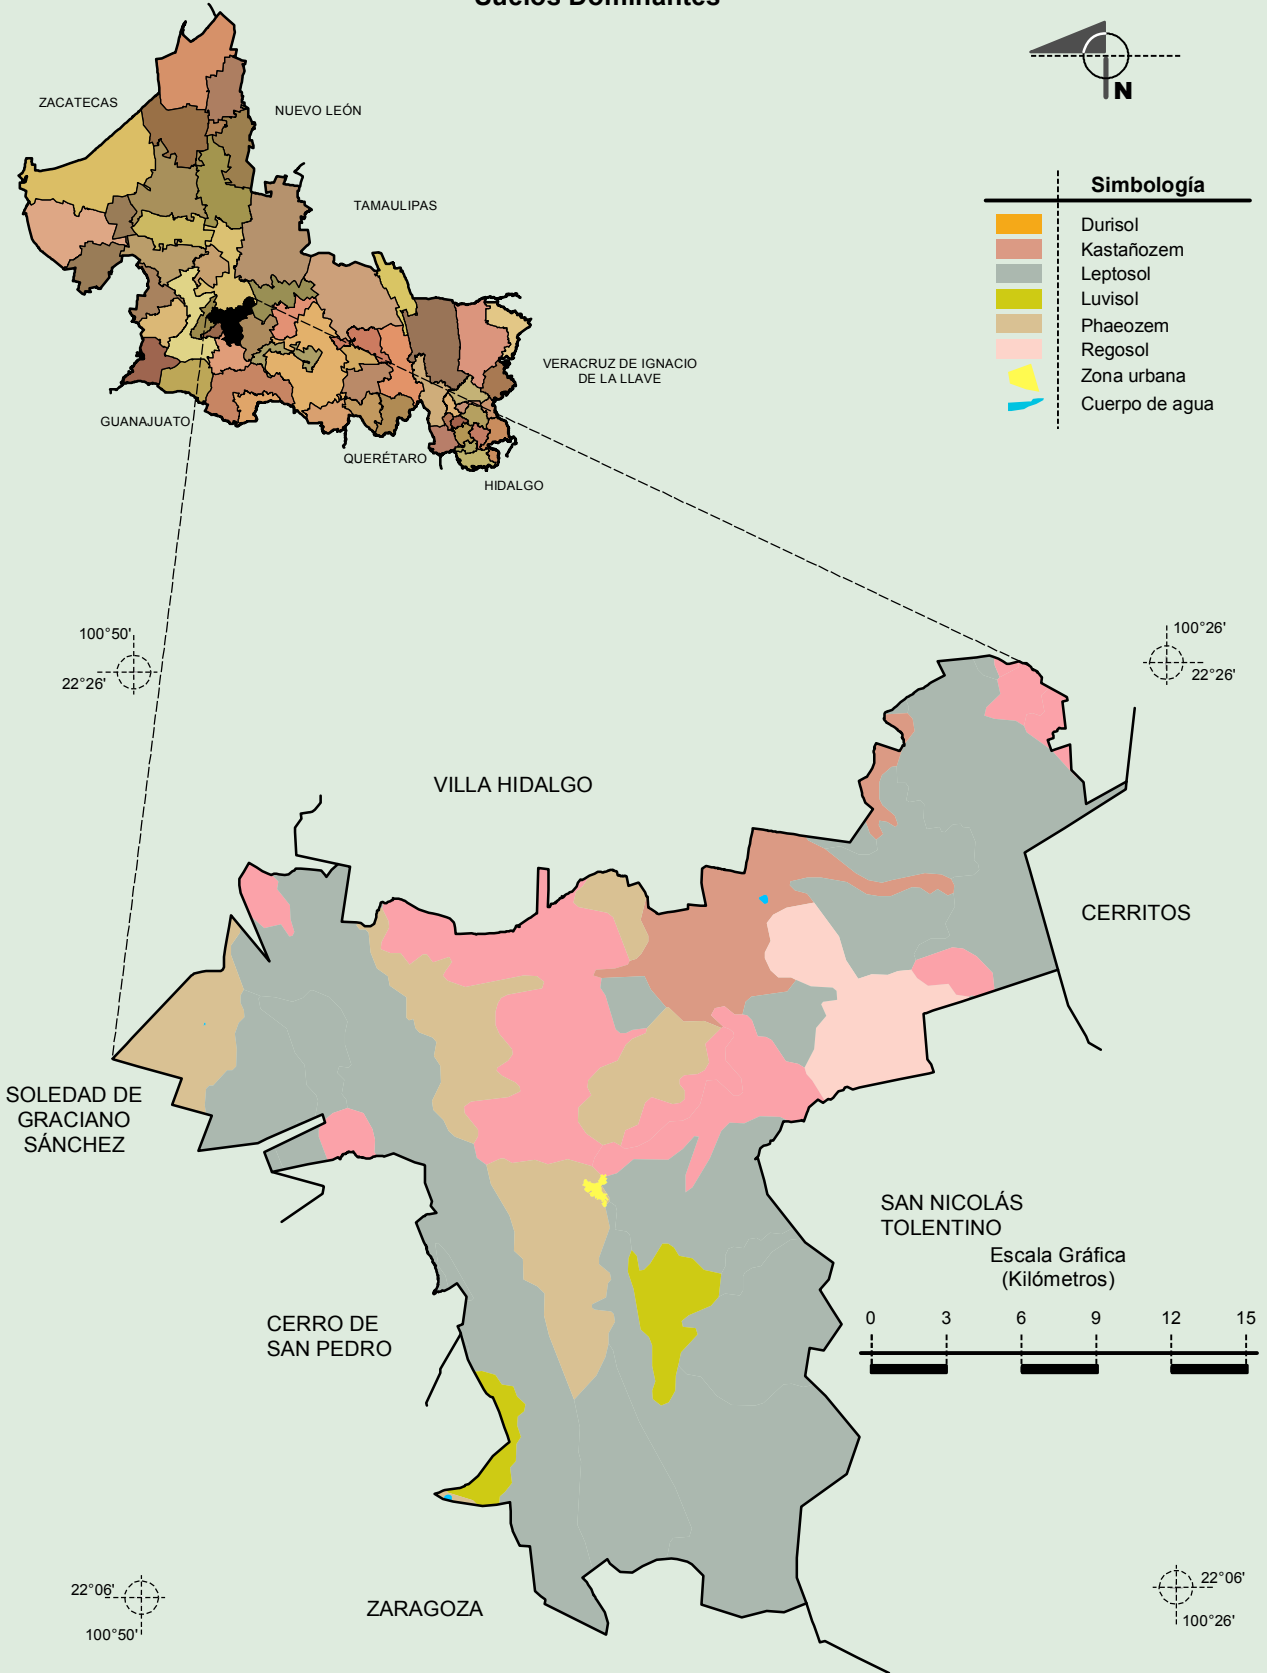 Suelos Dominantes
ZACATECAS
NUEVO LEÓN
TAMAULIPAS
VERACRUZ DE IGNACIO
DE LA LLAVE
GUANAJUATO
QUERÉTARO
HIDALGO
N
Simbología
Durisol
Kastañozem
Leptosol
Luvisol
Phaeozem
Regosol
Zona urbana
Cuerpo de agua
100°50'
22°26'
100°26'
22°26'
VILLA HIDALGO
CERRITOS
SOLEDAD DE
GRACIANO
SÁNCHEZ
SAN NICOLÁS
TOLENTINO
Escala Gráfica
(Kilómetros)
0 3 6 9 12 15
CERRO DE
SAN PEDRO
ZARAGOZA
22°06'
100°50'
22°06'
100°26'